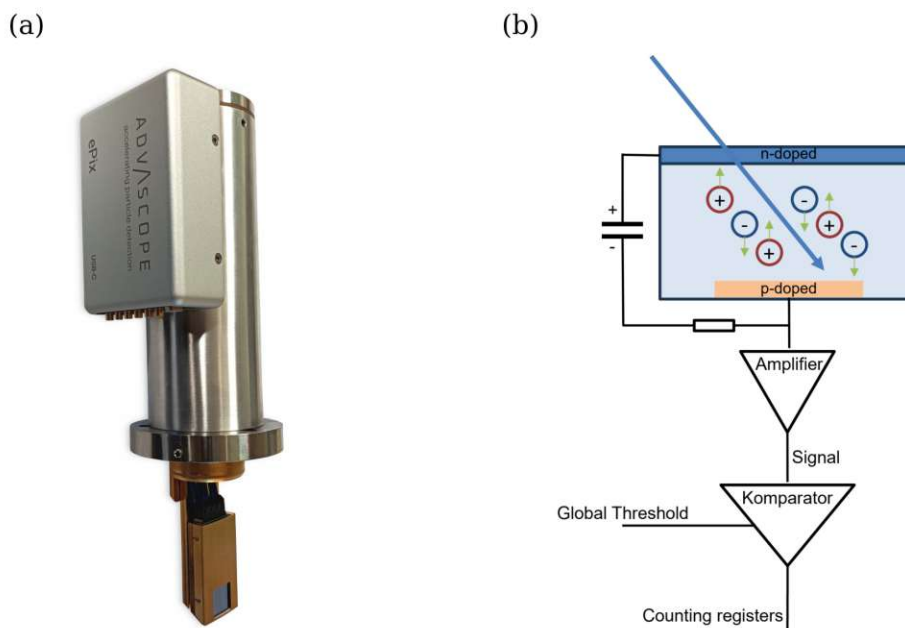 (a)
(b)
ADVASCOPE
accelerating particle detection
ePix
USB-C
n-doped
+
-
+
-
+
-
+
-
p-doped
Amplifier
Signal
Komparator
Global Threshold
Counting registers